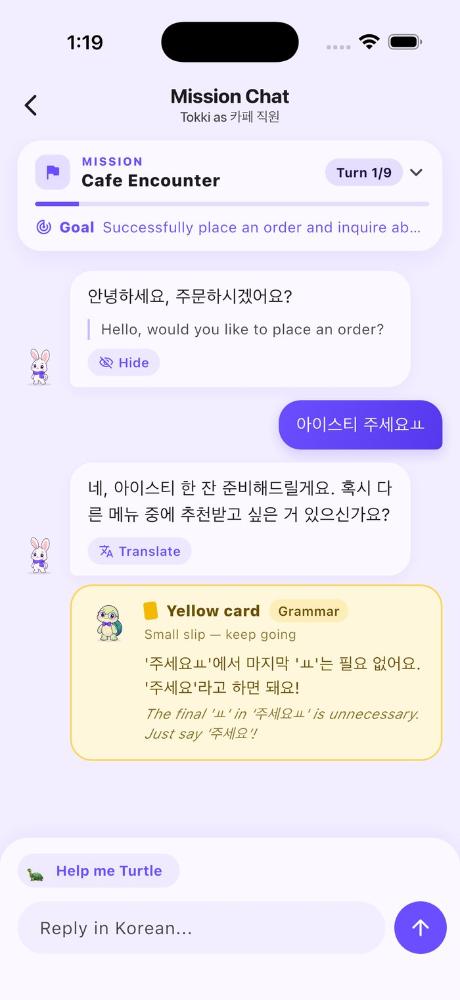 1:19
Mission Chat
Tokki as 카페 직원
MISSION
Cafe Encounter
Turn 1/9
Goal Successfully place an order and inquire ab...
안녕하세요, 주문하시겠어요?
Hello, would you like to place an order?
Hide
아이스티 주세요ㅛ
네, 아이스티 한 잔 준비해드릴게요. 혹시 다
른 메뉴 중에 추천받고 싶은 거 있으신가요?
Translate
Yellow card Grammar
Small slip — keep going
'주세요ㅛ'에서 마지막 'ㅛ'는 필요 없어요.
'주세요'라고 하면 돼요!
The final 'ㅛ' in '주세요ㅛ' is unnecessary.
Just say '주세요'!
Help me Turtle
Reply in Korean...